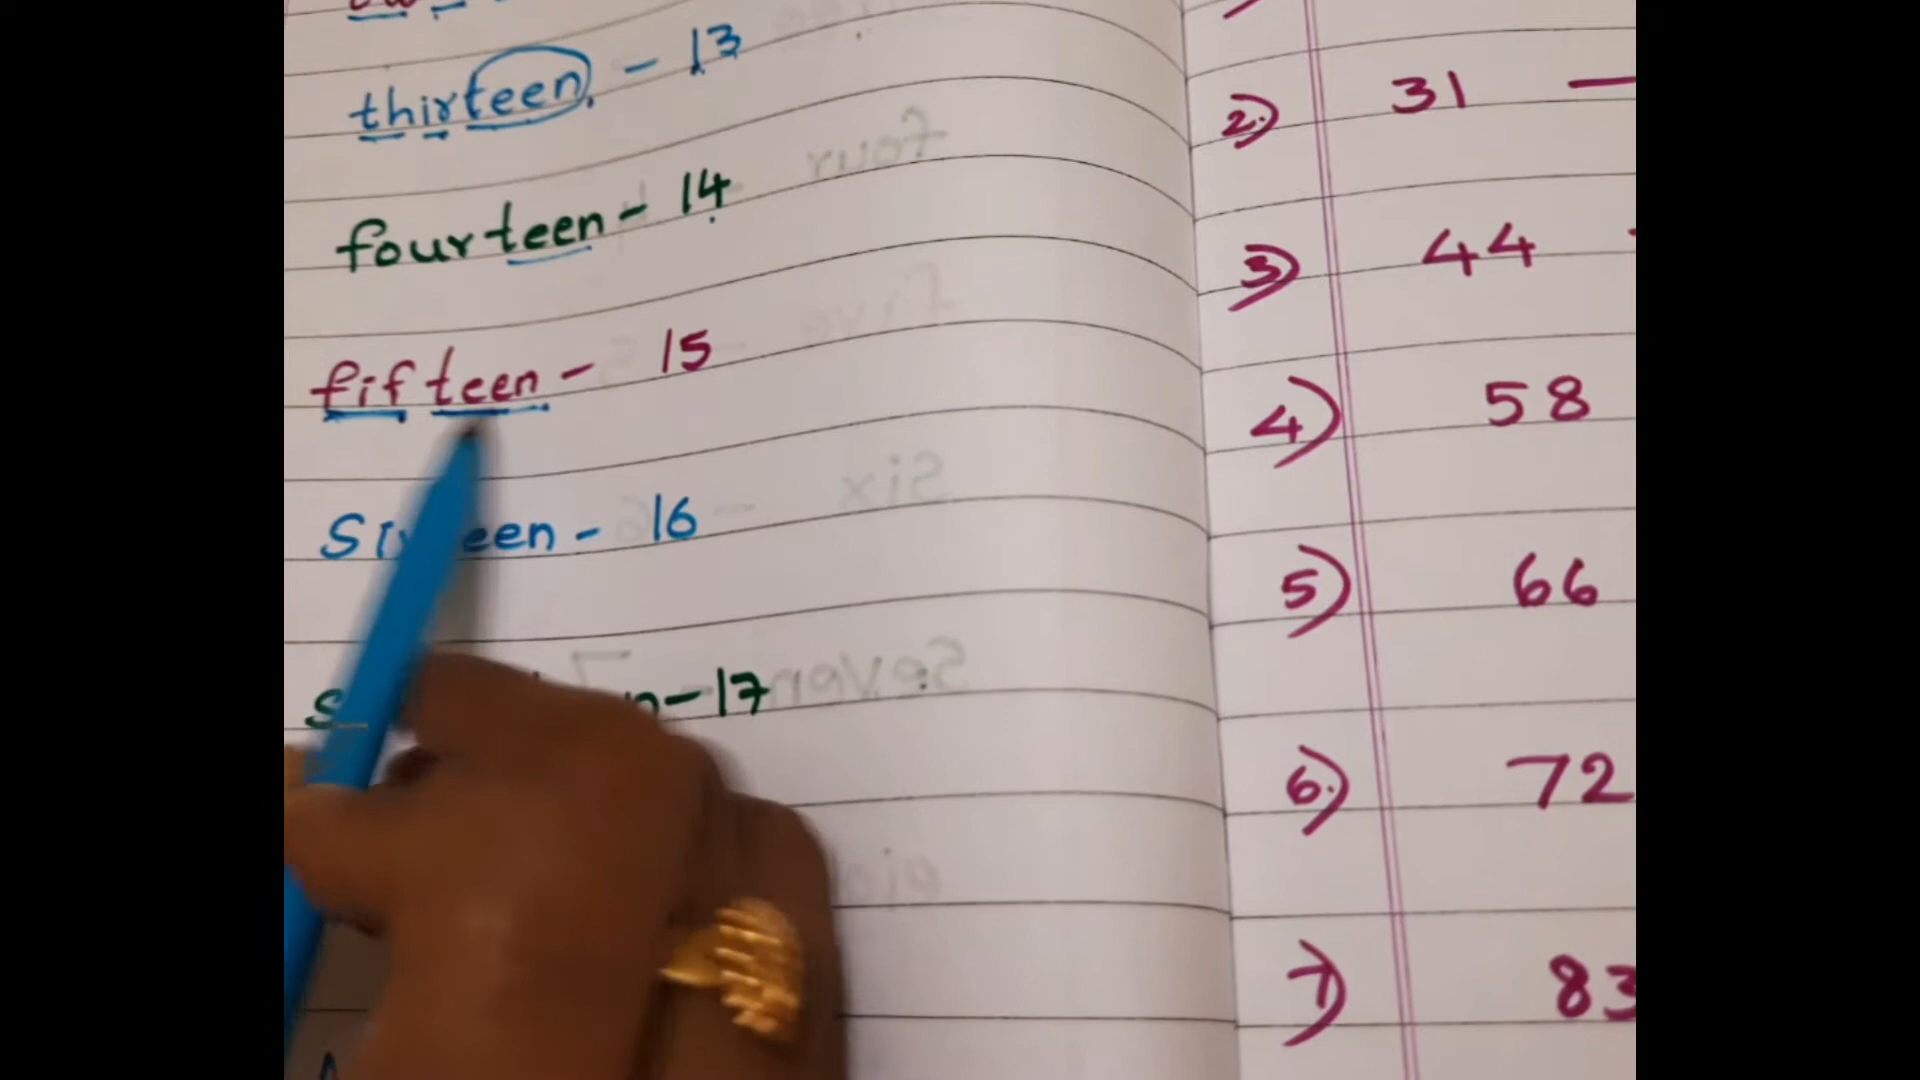 thirteen - 13
fourteen - 14
fifteen - 15
Sixteen - 16
- 17
2) 31 —
3) 44
4) 58
5) 66
6) 72
7) 83